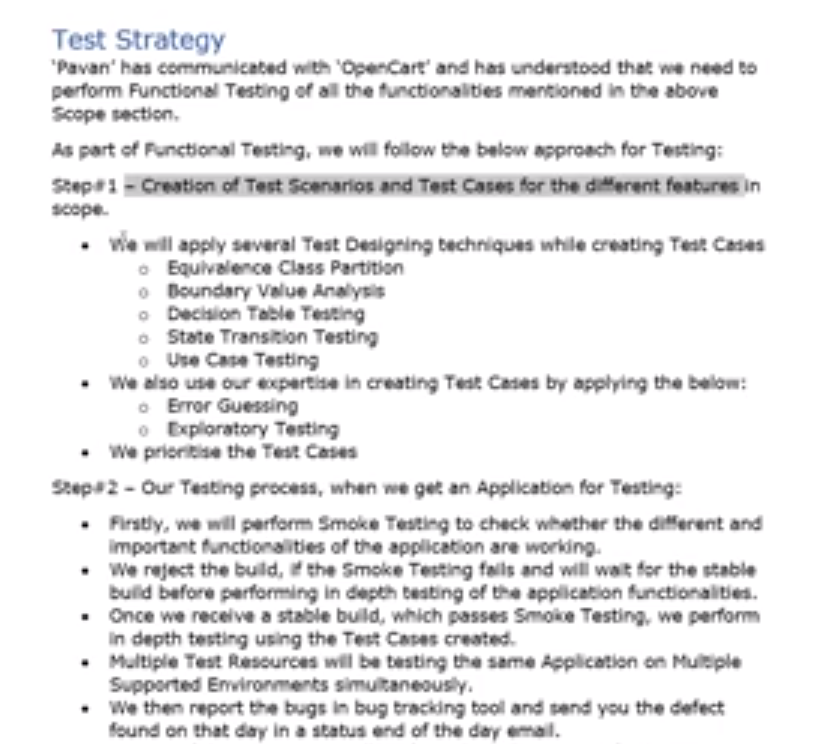 Test Strategy
'Pavan' has communicated with 'OpenCart' and has understood that we need to
perform Functional Testing of all the functionalities mentioned in the above
Scope section.
As part of Functional Testing, we will follow the below approach for Testing:
Step#1 – Creation of Test Scenarios and Test Cases for the different features in
scope.
• We will apply several Test Designing techniques while creating Test Cases
o Equivalence Class Partition
o Boundary Value Analysis
o Decision Table Testing
o State Transition Testing
o Use Case Testing
• We also use our expertise in creating Test Cases by applying the below:
o Error Guessing
o Exploratory Testing
• We prioritise the Test Cases
Step#2 – Our Testing process, when we get an Application for Testing:
• Firstly, we will perform Smoke Testing to check whether the different and
important functionalities of the application are working.
• We reject the build, if the Smoke Testing fails and will wait for the stable
build before performing in depth testing of the application functionalities.
• Once we receive a stable build, which passes Smoke Testing, we perform
in depth testing using the Test Cases created.
• Multiple Test Resources will be testing the same Application on Multiple
Supported Environments simultaneously.
• We then report the bugs in bug tracking tool and send you the defect
found on that day in a status end of the day email.